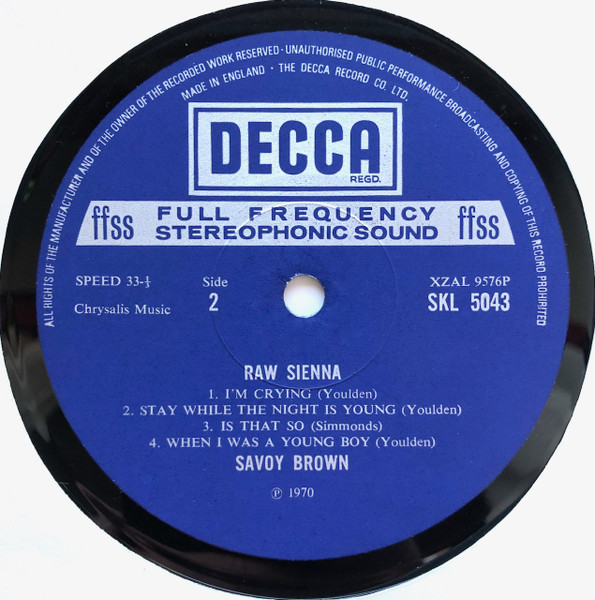 ALL RIGHTS OF THE MANUFACTURER AND OF THE OWNER OF THE RECORDED WORK RESERVED · UNAUTHORISED PUBLIC PERFORMANCE BROADCASTING AND COPYING OF THIS RECORD PROHIBITED
MADE IN ENGLAND · THE DECCA RECORD CO. LTD.
DECCA
REGD.
ffss FULL FREQUENCY STEREOPHONIC SOUND ffss
SPEED 33-⅓ Side XZAL 9576P
Chrysalis Music 2 SKL 5043
RAW SIENNA
1. I'M CRYING (Youlden)
2. STAY WHILE THE NIGHT IS YOUNG (Youlden)
3. IS THAT SO (Simmonds)
4. WHEN I WAS A YOUNG BOY (Youlden)
SAVOY BROWN
℗ 1970